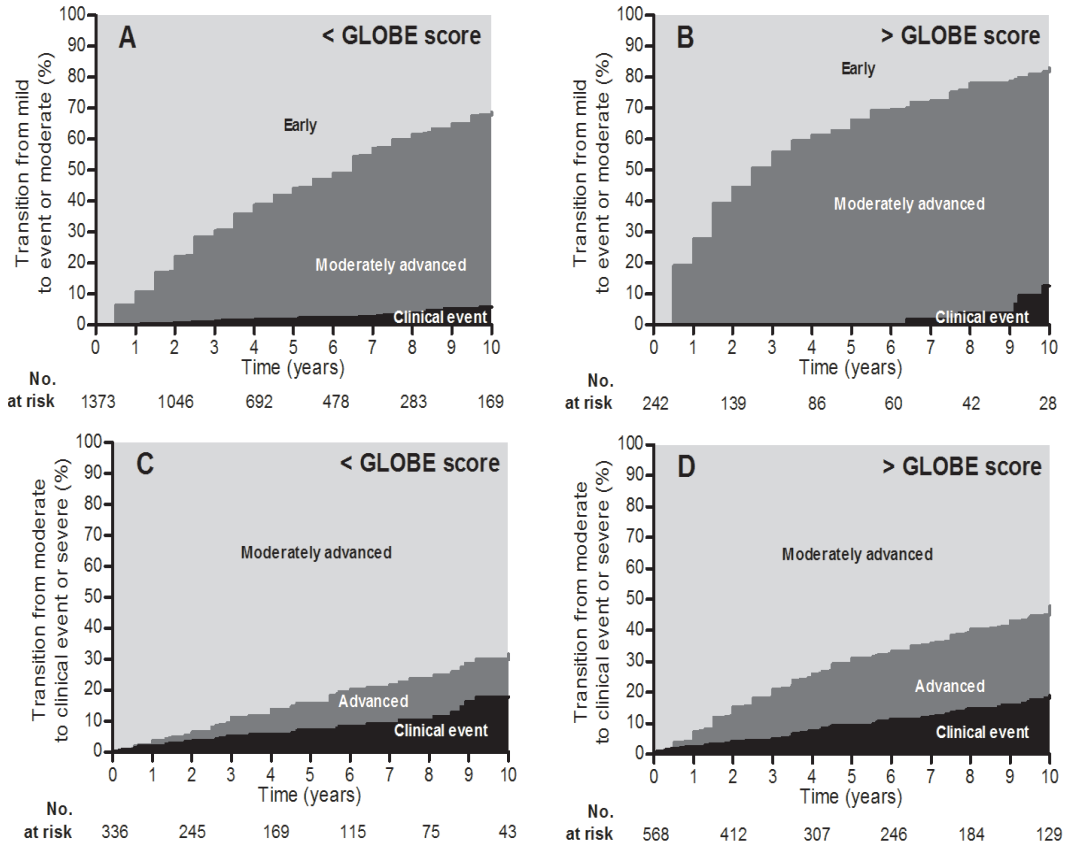 A
< GLOBE score
Transition from mild
to event or moderate (%)
100
90
80
70
60
50
40
30
20
10
0
Early
Moderately advanced
Clinical event
0 1 2 3 4 5 6 7 8 9 10
Time (years)
No.
at risk 1373 1046 692 478 283 169
B
> GLOBE score
Transition from mild
to event or moderate (%)
100
90
80
70
60
50
40
30
20
10
0
Early
Moderately advanced
Clinical event
0 1 2 3 4 5 6 7 8 9 10
Time (years)
No.
at risk 242 139 86 60 42 28
C
< GLOBE score
Transition from moderate
to clinical event or severe (%)
100
90
80
70
60
50
40
30
20
10
0
Moderately advanced
Advanced
Clinical event
0 1 2 3 4 5 6 7 8 9 10
Time (years)
No.
at risk 336 245 169 115 75 43
D
> GLOBE score
Transition from moderate
to clinical event or severe (%)
100
90
80
70
60
50
40
30
20
10
0
Moderately advanced
Advanced
Clinical event
0 1 2 3 4 5 6 7 8 9 10
Time (years)
No.
at risk 568 412 307 246 184 129